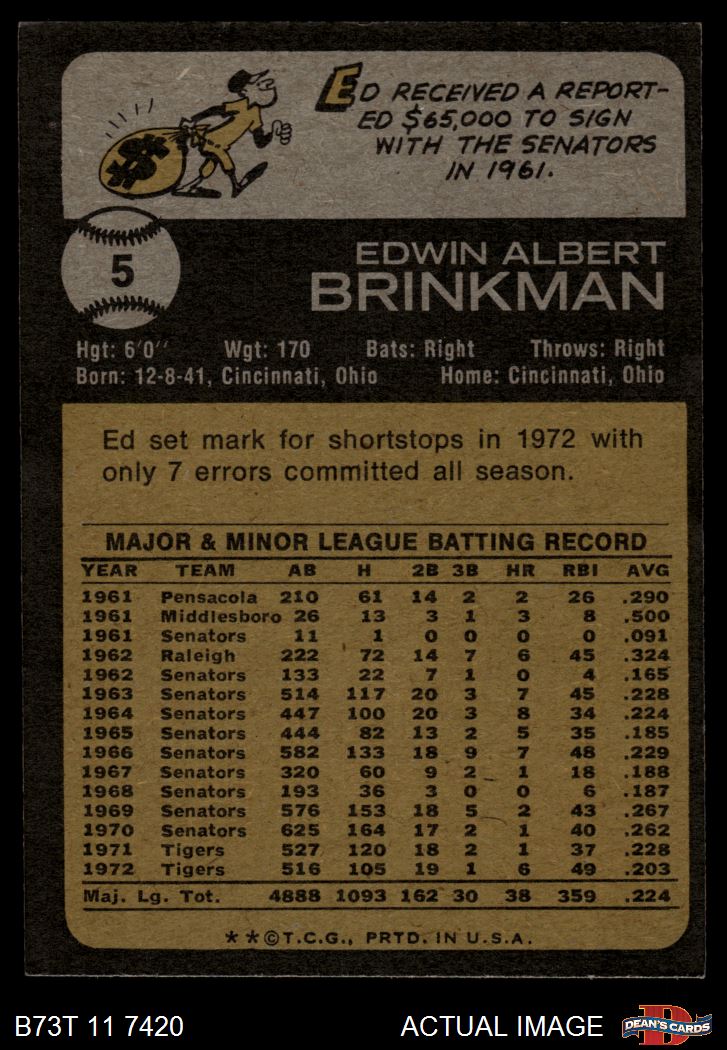 ED RECEIVED A REPORT-
ED $65,000 TO SIGN
WITH THE SENATORS
IN 1961.
5
EDWIN ALBERT
BRINKMAN
Hgt: 6'0'' Wgt: 170 Bats: Right Throws: Right
Born: 12-8-41, Cincinnati, Ohio Home: Cincinnati, Ohio
Ed set mark for shortstops in 1972 with
only 7 errors committed all season.
MAJOR & MINOR LEAGUE BATTING RECORD
YEAR TEAM AB H 2B 3B HR RBI AVG
1961 Pensacola 210 61 14 2 2 26 .290
1961 Middlesboro 26 13 3 1 3 8 .500
1961 Senators 11 1 0 0 0 0 .091
1962 Raleigh 222 72 14 7 6 45 .324
1962 Senators 133 22 7 1 0 4 .165
1963 Senators 514 117 20 3 7 45 .228
1964 Senators 447 100 20 3 8 34 .224
1965 Senators 444 82 13 2 5 35 .185
1966 Senators 582 133 18 9 7 48 .229
1967 Senators 320 60 9 2 1 18 .188
1968 Senators 193 36 3 0 0 6 .187
1969 Senators 576 153 18 5 2 43 .267
1970 Senators 625 164 17 2 1 40 .262
1971 Tigers 527 120 18 2 1 37 .228
1972 Tigers 516 105 19 1 6 49 .203
Maj. Lg. Tot. 4888 1093 162 30 38 359 .224
**©T.C.G., PRTD. IN U.S.A.
B73T 11 7420 ACTUAL IMAGE
DEAN'S CARDS